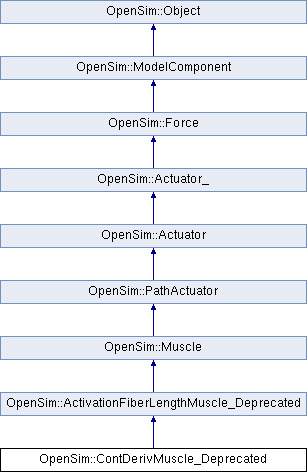 OpenSim::Object
OpenSim::ModelComponent
OpenSim::Force
OpenSim::Actuator_
OpenSim::Actuator
OpenSim::PathActuator
OpenSim::Muscle
OpenSim::ActivationFiberLengthMuscle_Deprecated
OpenSim::ContDerivMuscle_Deprecated